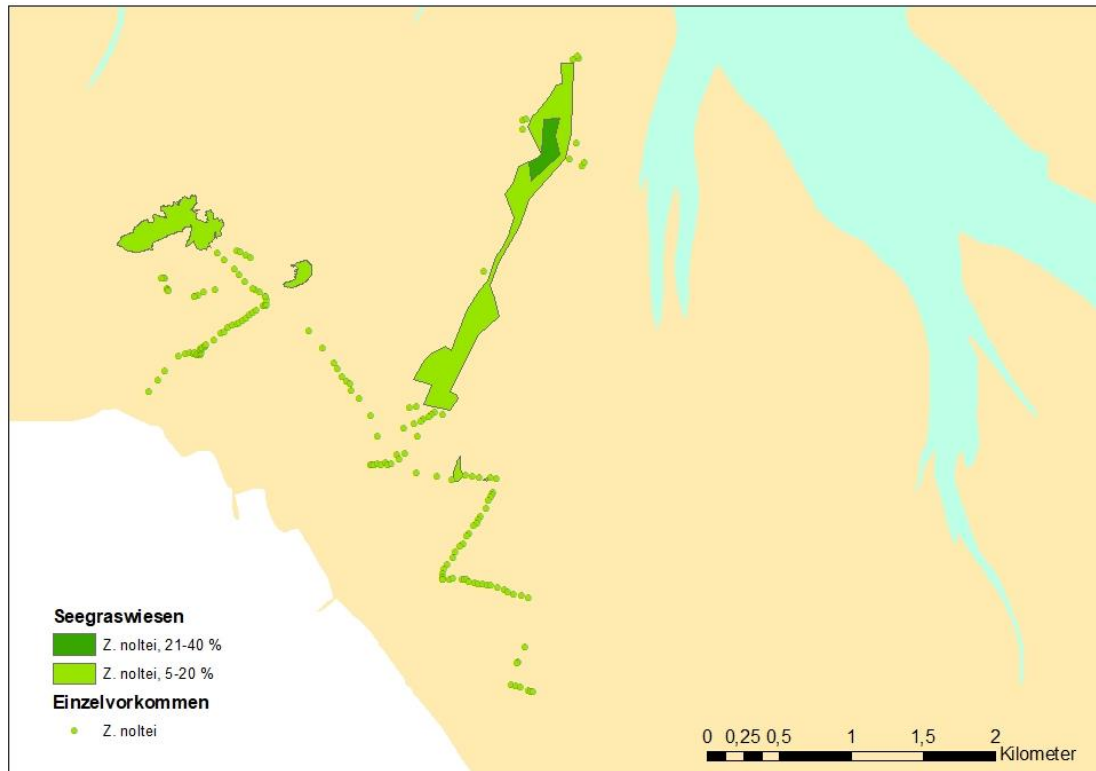 Seegraswiesen
Z. noltei, 21-40 %
Z. noltei, 5-20 %
Einzelvorkommen
Z. noltei
0 0,25 0,5 1 1,5 2
Kilometer